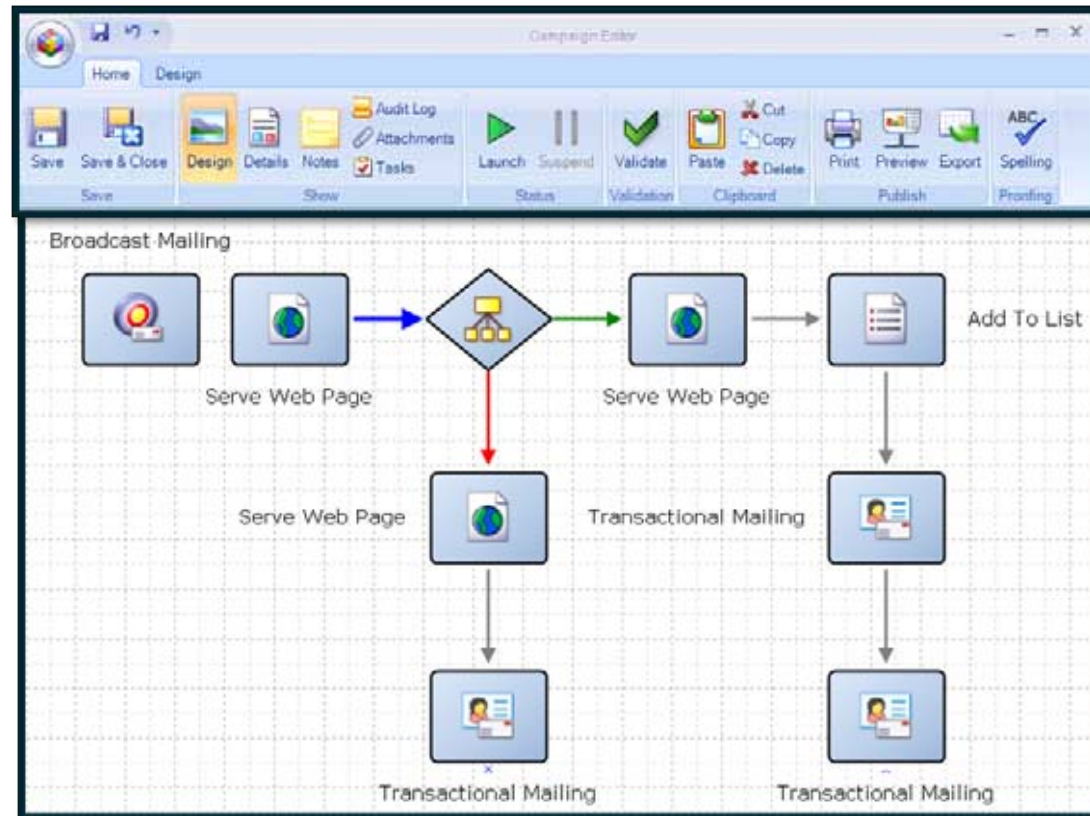 Campaign Editor
Home Design
Save
Save & Close
Design
Details
Notes
Audit Log
Attachments
Tasks
Launch
Suspend
Validate
Paste
Cut
Copy
Delete
Print
Preview
Export
ABC
Spelling
Save
Show
Status
Validation
Clipboard
Publish
Proofing
Broadcast Mailing
Add To List
Serve Web Page
Serve Web Page
Serve Web Page
Transactional Mailing
Transactional Mailing
Transactional Mailing